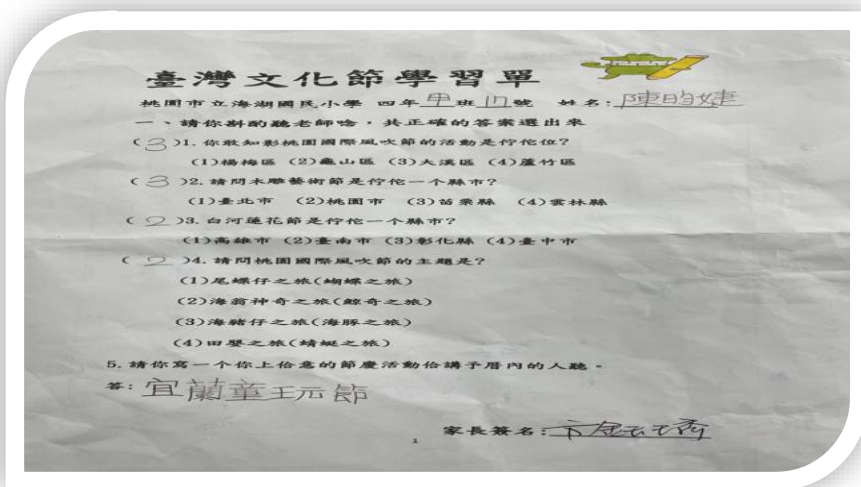 臺灣文化節學習單
桃園市立海湖國民小學 四年甲班17號 姓名:陳昀婕
一、請你斟酌聽老師唸，共正確的答案選出來
(3)1. 你敢知影桃園國際風吹節的活動是佇佗位?
(1)楊梅區 (2)龜山區 (3)大溪區 (4)蘆竹區
(3)2. 請問木雕藝術節是佇佗一个縣市?
(1)臺北市 (2)桃園市 (3)苗栗縣 (4)雲林縣
(2)3. 白河蓮花節是佇佗一个縣市?
(1)高雄市 (2)臺南市 (3)彰化縣 (4)臺中市
(2)4. 請問桃園國際風吹節的主題是?
(1)尾蝶仔之旅(蝴蝶之旅)
(2)海翁神奇之旅(鯨奇之旅)
(3)海豬仔之旅(海豚之旅)
(4)田嬰之旅(蜻蜓之旅)
5. 請你寫一个你上佮意的節慶活動佮講予厝內的人聽。
答: 宜蘭童玩節
家長簽名:
1